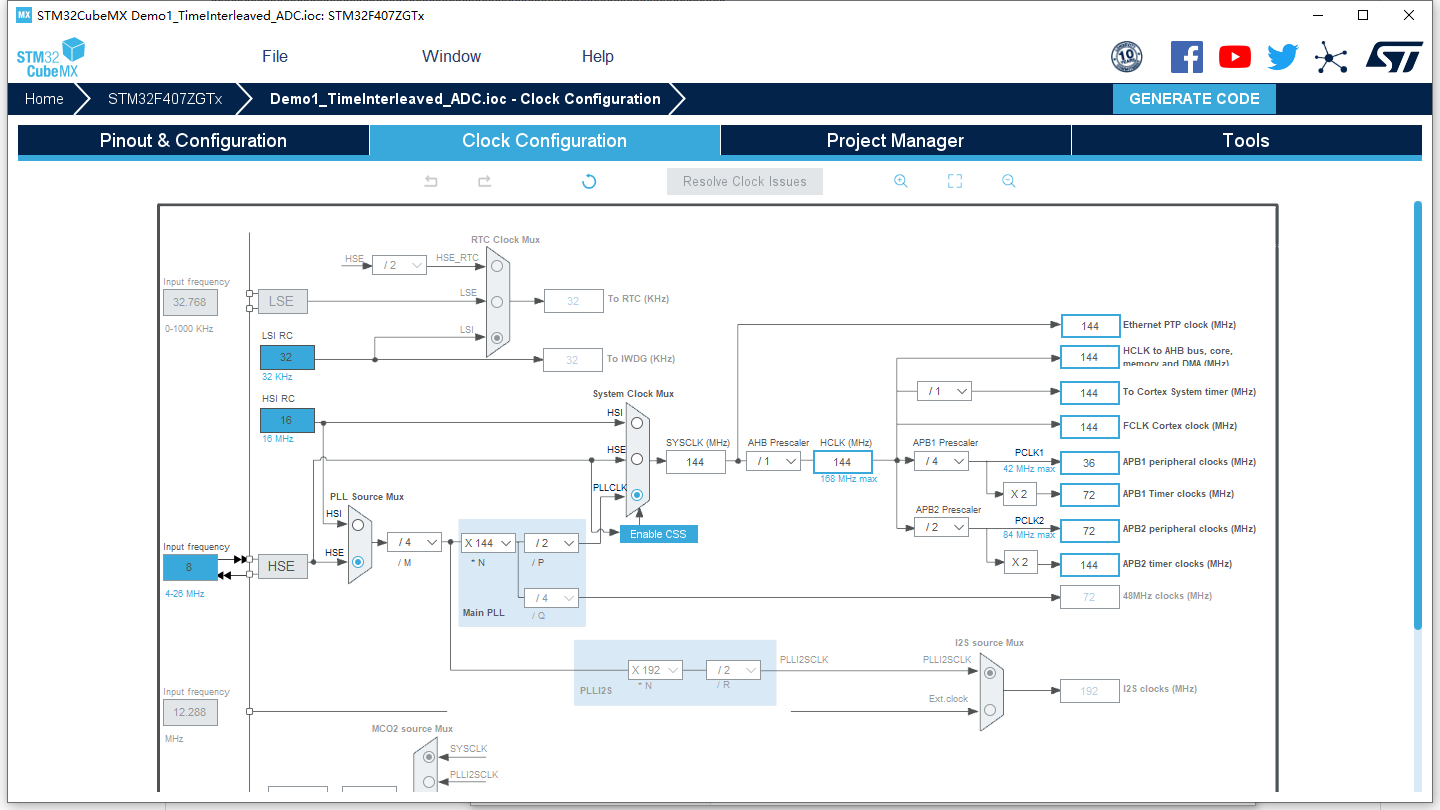 MX STM32CubeMX Demo1_TimeInterleaved_ADC.ioc: STM32F407ZGTx
STM32
CubeMX
File
Window
Help
10
YEARS
ST
Home
STM32F407ZGTx
Demo1_TimeInterleaved_ADC.ioc - Clock Configuration
GENERATE CODE
Pinout & Configuration
Clock Configuration
Project Manager
Tools
Resolve Clock Issues
RTC Clock Mux
HSE
/ 2
HSE_RTC
Input frequency
32.768
0-1000 KHz
LSE
LSE
32
To RTC (KHz)
LSI RC
LSI
32
32 KHz
32
To IWDG (KHz)
144
Ethernet PTP clock (MHz)
144
HCLK to AHB bus, core,
memory and DMA (MHz)
HSI RC
16
16 MHz
System Clock Mux
HSI
HSE
PLLCLK
Enable CSS
SYSCLK (MHz)
144
AHB Prescaler
/ 1
HCLK (MHz)
144
168 MHz max
/ 1
144
To Cortex System timer (MHz)
144
FCLK Cortex clock (MHz)
APB1 Prescaler
/ 4
PCLK1
42 MHz max
36
APB1 peripheral clocks (MHz)
X 2
72
APB1 Timer clocks (MHz)
APB2 Prescaler
/ 2
PCLK2
84 MHz max
72
APB2 peripheral clocks (MHz)
X 2
144
APB2 timer clocks (MHz)
PLL Source Mux
HSI
HSE
Input frequency
8
4-26 MHz
HSE
/ 4
/ M
X 144
* N
/ 2
/ P
/ 4
/ Q
Main PLL
72
48MHz clocks (MHz)
PLLI2S
X 192
* N
/ 2
/ R
PLLI2SCLK
I2S source Mux
PLLI2SCLK
Ext.clock
192
I2S clocks (MHz)
Input frequency
12.288
MHz
MCO2 source Mux
SYSCLK
PLLI2SCLK